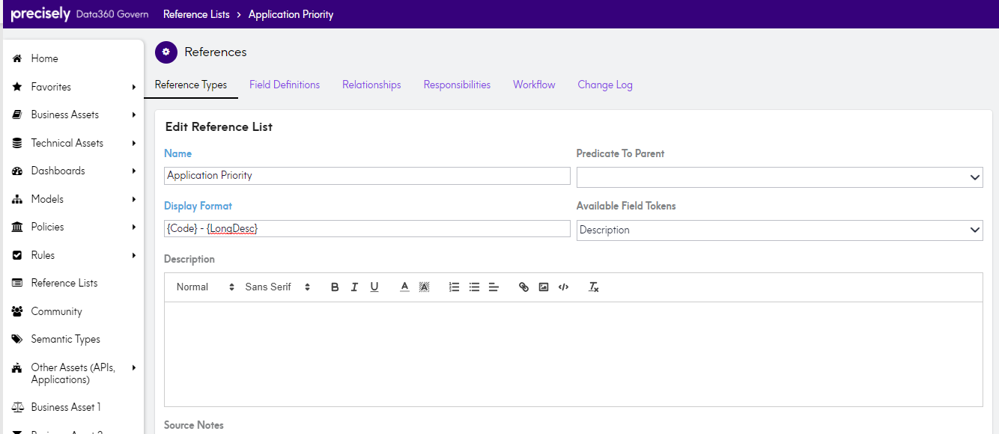 precisely Data360 Govern Reference Lists > Application Priority
Home
Favorites
Business Assets
Technical Assets
Dashboards
Models
Policies
Rules
Reference Lists
Community
Semantic Types
Other Assets (APIs,
Applications)
Business Asset 1
References
Reference Types Field Definitions Relationships Responsibilities Workflow Change Log
Edit Reference List
Name
Application Priority
Predicate To Parent
Display Format
{Code} - {LongDesc}
Available Field Tokens
Description
Description
Normal Sans Serif B I U A A
Source Notes